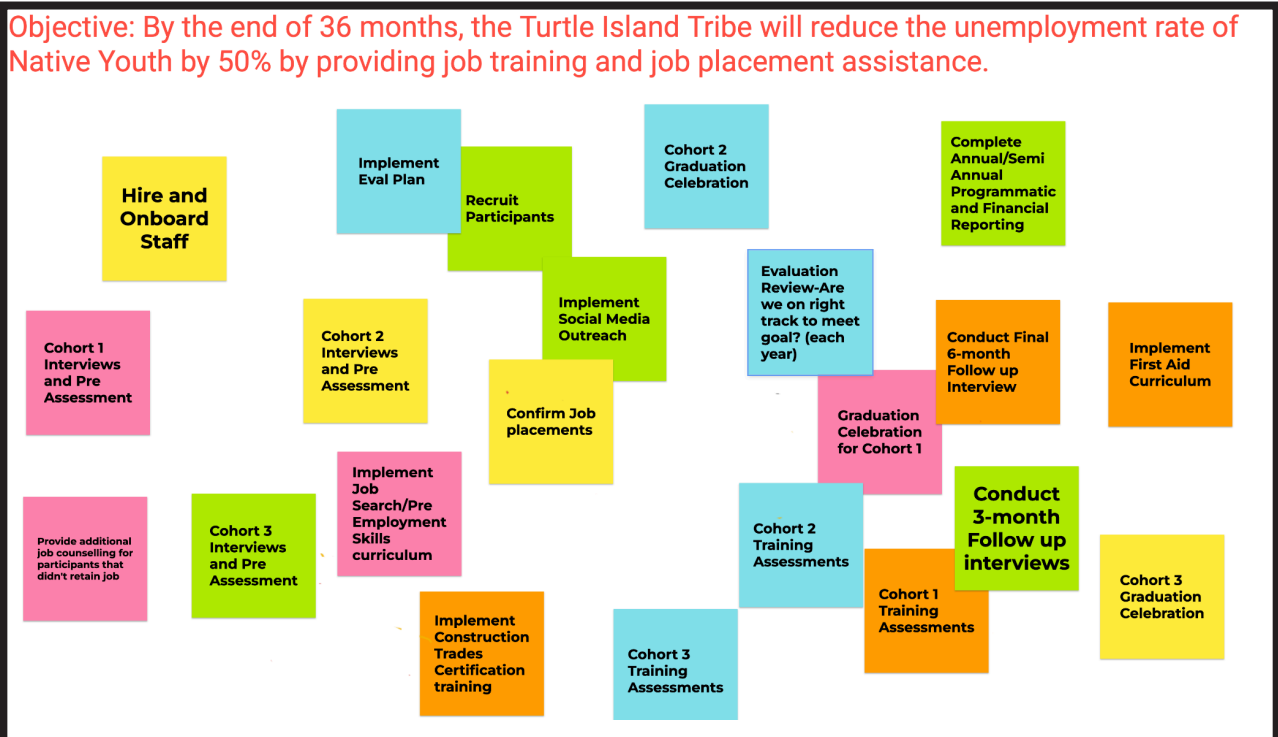 Objective: By the end of 36 months, the Turtle Island Tribe will reduce the unemployment rate of
Native Youth by 50% by providing job training and job placement assistance.
Hire and
Onboard
Staff
Implement
Eval Plan
Recruit
Participants
Cohort 2
Graduation
Celebration
Complete
Annual/Semi
Annual
Programmatic
and Financial
Reporting
Implement
Social Media
Outreach
Evaluation
Review-Are
we on right
track to meet
goal? (each
year)
Cohort 1
Interviews
and Pre
Assessment
Cohort 2
Interviews
and Pre
Assessment
Confirm Job
placements
Graduation
Celebration
for Cohort 1
Conduct Final
6-month
Follow up
Interview
Implement
First Aid
Curriculum
Provide additional
job counselling for
participants that
didn't retain job
Cohort 3
Interviews
and Pre
Assessment
Implement
Job
Search/Pre
Employment
Skills
curriculum
Cohort 2
Training
Assessments
Conduct
3-month
Follow up
interviews
Implement
Construction
Trades
Certification
training
Cohort 3
Training
Assessments
Cohort 1
Training
Assessments
Cohort 3
Graduation
Celebration